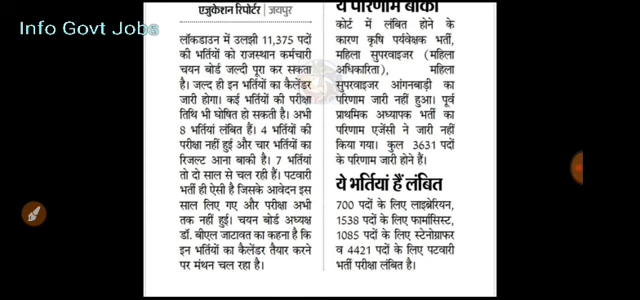 Info Govt Jobs
एजुकेशन रिपोर्टर | जयपुर
लॉकडाउन में उलझी 11,375 पदों
की भर्तियों को राजस्थान कर्मचारी
चयन बोर्ड जल्दी पूरा कर सकता
है। जल्द ही इन भर्तियों का कैलेंडर
जारी होगा। कई भर्तियों की परीक्षा
तिथि भी घोषित हो सकती है। अभी
8 भर्तियां लंबित हैं। 4 भर्तियों की
परीक्षा नहीं हुई और चार भर्तियों का
रिजल्ट आना बाकी है। 7 भर्तियां
तो दो साल से चल रही हैं। पटवारी
भर्ती ही ऐसी है जिसके आवेदन इस
साल लिए गए और परीक्षा अभी
तक नहीं हुई। चयन बोर्ड अध्यक्ष
डॉ. बीएल जाटावत का कहना है कि
इन भर्तियों का कैलेंडर तैयार करने
पर मंथन चल रहा है।
ये परिणाम बाकी
कोर्ट में लंबित होने के
कारण कृषि पर्यवेक्षक भर्ती,
महिला सुपरवाइजर (महिला
अधिकारिता), महिला
सुपरवाइजर आंगनबाड़ी का
परिणाम जारी नहीं हुआ। पूर्व
प्राथमिक अध्यापक भर्ती का
परिणाम एजेंसी ने जारी नहीं
किया गया। कुल 3631 पदों
के परिणाम जारी होने हैं।
ये भर्तियां हैं लंबित
700 पदों के लिए लाइब्रेरियन,
1538 पदों के लिए फार्मासिस्ट,
1085 पदों के लिए स्टेनोग्राफर
व 4421 पदों के लिए पटवारी
भर्ती परीक्षा लंबित है।